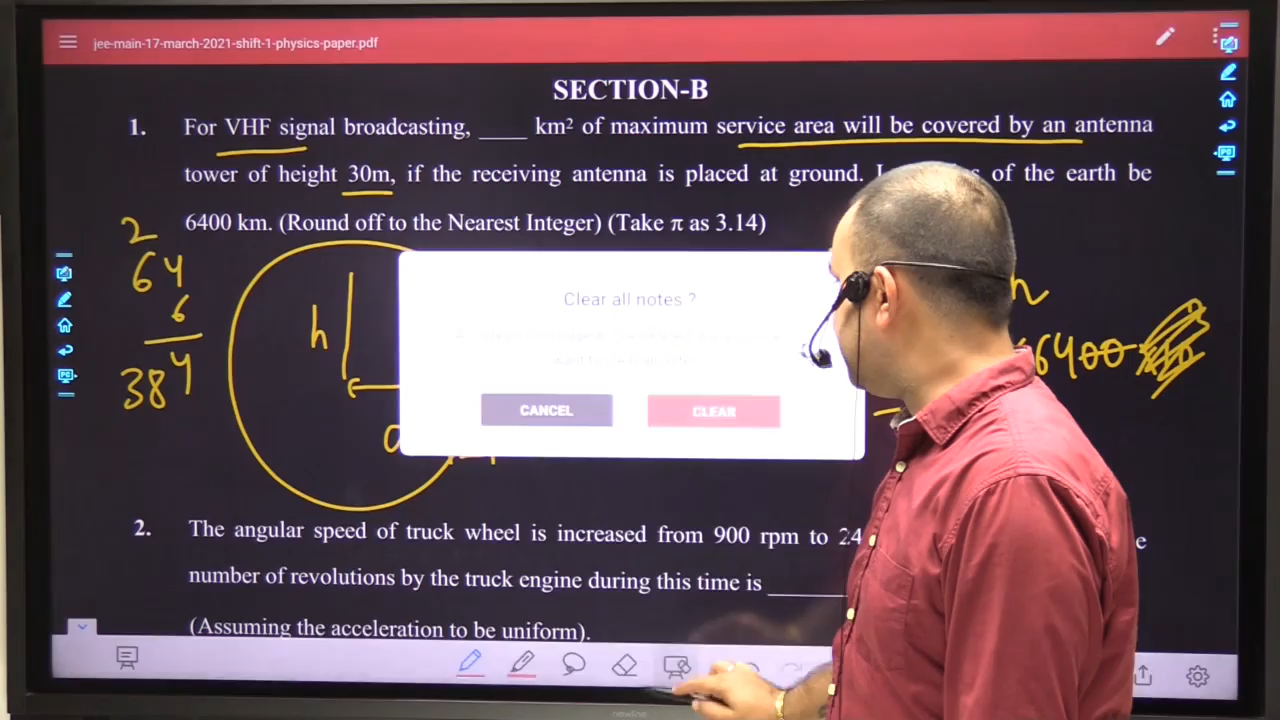 jee-main-17-march-2021-shift-1-physics-paper.pdf
SECTION-B
1. For VHF signal broadcasting, ____ km² of maximum service area will be covered by an antenna
tower of height 30m, if the receiving antenna is placed at ground. of the earth be
6400 km. (Round off to the Nearest Integer) (Take π as 3.14)
2
64
6
384
h
Clear all notes ?
h
6400
CANCEL CLEAR
d
2. The angular speed of truck wheel is increased from 900 rpm to 24
number of revolutions by the truck engine during this time is ______
(Assuming the acceleration to be uniform).
newline